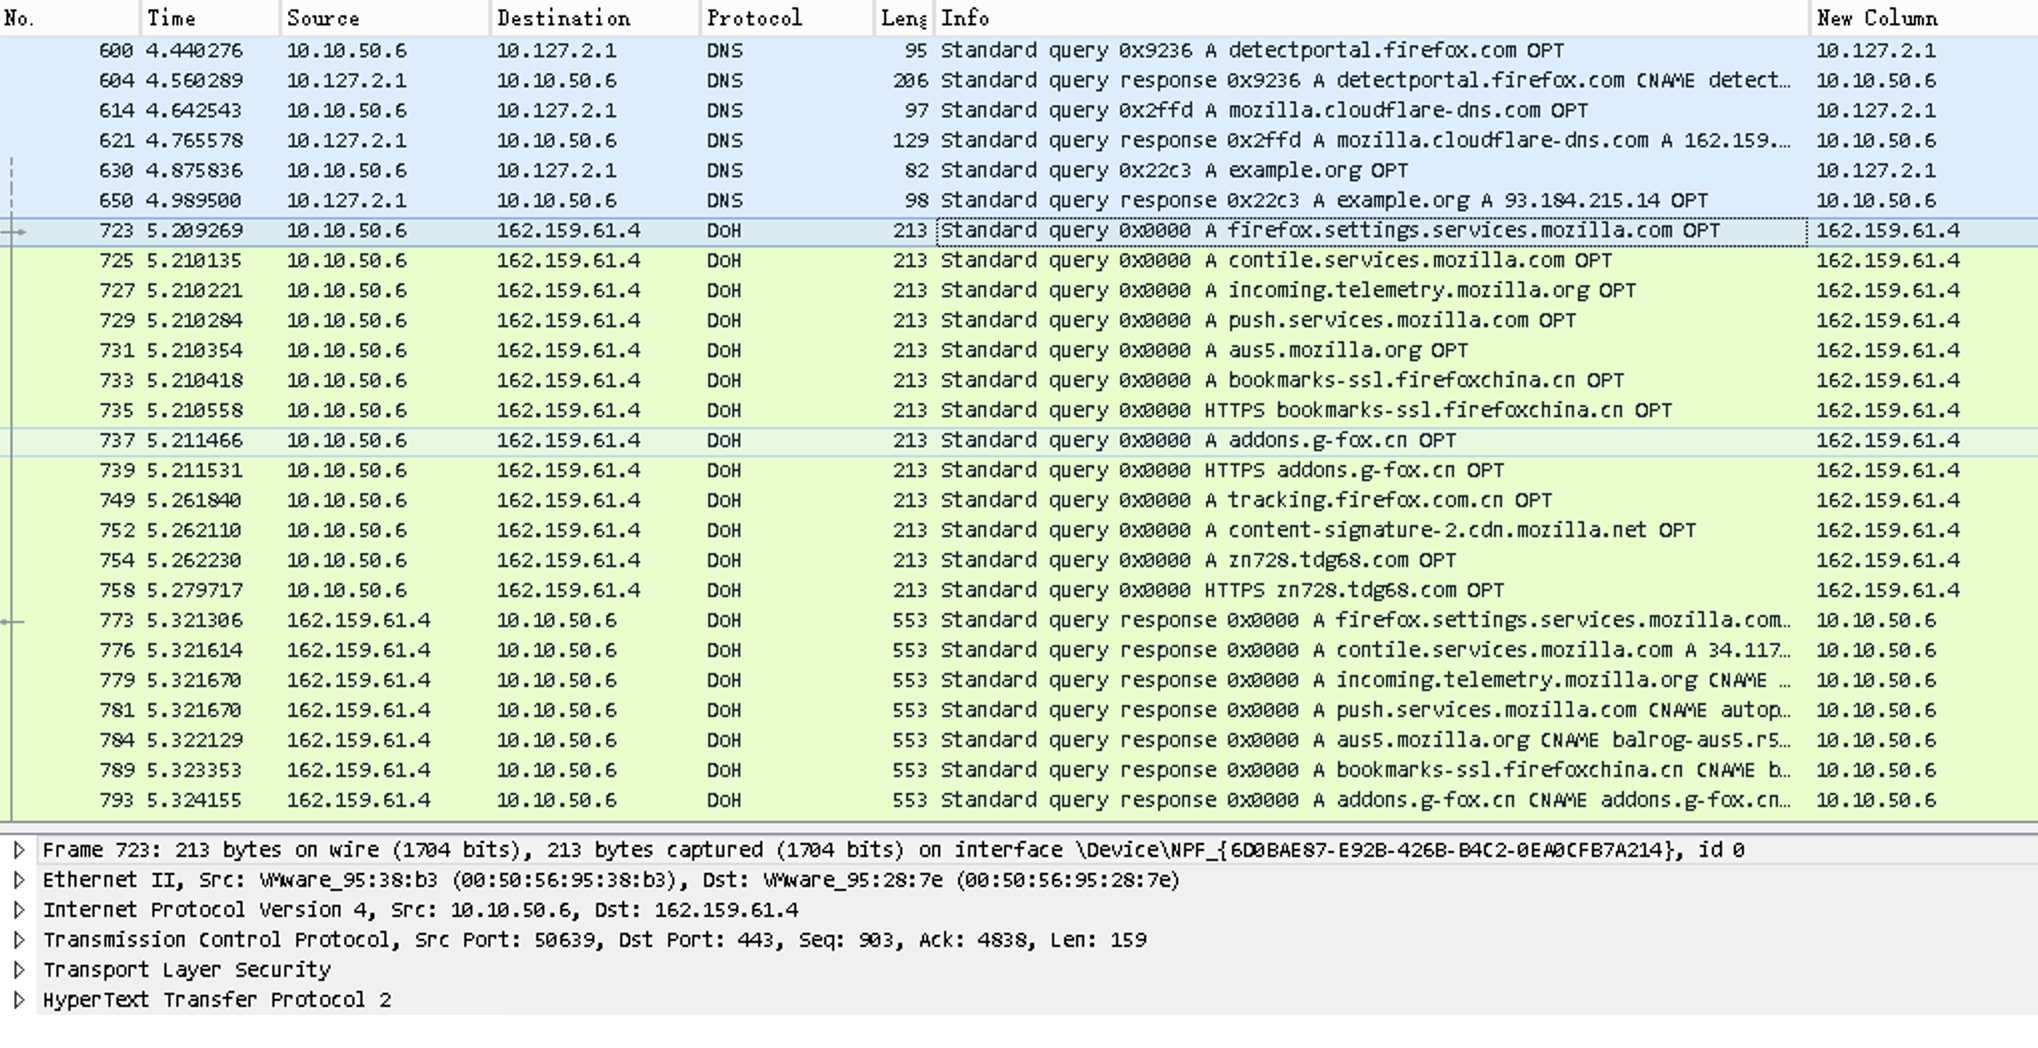 No. Time Source Destination Protocol Leng Info New Column
600 4.440276 10.10.50.6 10.127.2.1 DNS 95 Standard query 0x9236 A detectportal.firefox.com OPT 10.127.2.1
604 4.560289 10.127.2.1 10.10.50.6 DNS 206 Standard query response 0x9236 A detectportal.firefox.com CNAME detect… 10.10.50.6
614 4.642543 10.10.50.6 10.127.2.1 DNS 97 Standard query 0x2ffd A mozilla.cloudflare-dns.com OPT 10.127.2.1
621 4.765578 10.127.2.1 10.10.50.6 DNS 129 Standard query response 0x2ffd A mozilla.cloudflare-dns.com A 162.159.… 10.10.50.6
630 4.875836 10.10.50.6 10.127.2.1 DNS 82 Standard query 0x22c3 A example.org OPT 10.127.2.1
650 4.989500 10.127.2.1 10.10.50.6 DNS 98 Standard query response 0x22c3 A example.org A 93.184.215.14 OPT 10.10.50.6
723 5.209269 10.10.50.6 162.159.61.4 DoH 213 Standard query 0x0000 A firefox.settings.services.mozilla.com OPT 162.159.61.4
725 5.210135 10.10.50.6 162.159.61.4 DoH 213 Standard query 0x0000 A contile.services.mozilla.com OPT 162.159.61.4
727 5.210221 10.10.50.6 162.159.61.4 DoH 213 Standard query 0x0000 A incoming.telemetry.mozilla.org OPT 162.159.61.4
729 5.210284 10.10.50.6 162.159.61.4 DoH 213 Standard query 0x0000 A push.services.mozilla.com OPT 162.159.61.4
731 5.210354 10.10.50.6 162.159.61.4 DoH 213 Standard query 0x0000 A aus5.mozilla.org OPT 162.159.61.4
733 5.210418 10.10.50.6 162.159.61.4 DoH 213 Standard query 0x0000 A bookmarks-ssl.firefoxchina.cn OPT 162.159.61.4
735 5.210558 10.10.50.6 162.159.61.4 DoH 213 Standard query 0x0000 HTTPS bookmarks-ssl.firefoxchina.cn OPT 162.159.61.4
737 5.211466 10.10.50.6 162.159.61.4 DoH 213 Standard query 0x0000 A addons.g-fox.cn OPT 162.159.61.4
739 5.211531 10.10.50.6 162.159.61.4 DoH 213 Standard query 0x0000 HTTPS addons.g-fox.cn OPT 162.159.61.4
749 5.261840 10.10.50.6 162.159.61.4 DoH 213 Standard query 0x0000 A tracking.firefox.com.cn OPT 162.159.61.4
752 5.262110 10.10.50.6 162.159.61.4 DoH 213 Standard query 0x0000 A content-signature-2.cdn.mozilla.net OPT 162.159.61.4
754 5.262230 10.10.50.6 162.159.61.4 DoH 213 Standard query 0x0000 A zn728.tdg68.com OPT 162.159.61.4
758 5.279717 10.10.50.6 162.159.61.4 DoH 213 Standard query 0x0000 HTTPS zn728.tdg68.com OPT 162.159.61.4
773 5.321306 162.159.61.4 10.10.50.6 DoH 553 Standard query response 0x0000 A firefox.settings.services.mozilla.com… 10.10.50.6
776 5.321614 162.159.61.4 10.10.50.6 DoH 553 Standard query response 0x0000 A contile.services.mozilla.com A 34.117… 10.10.50.6
779 5.321670 162.159.61.4 10.10.50.6 DoH 553 Standard query response 0x0000 A incoming.telemetry.mozilla.org CNAME … 10.10.50.6
781 5.321670 162.159.61.4 10.10.50.6 DoH 553 Standard query response 0x0000 A push.services.mozilla.com CNAME autop… 10.10.50.6
784 5.322129 162.159.61.4 10.10.50.6 DoH 553 Standard query response 0x0000 A aus5.mozilla.org CNAME balrog-aus5.r5… 10.10.50.6
789 5.323353 162.159.61.4 10.10.50.6 DoH 553 Standard query response 0x0000 A bookmarks-ssl.firefoxchina.cn CNAME b… 10.10.50.6
793 5.324155 162.159.61.4 10.10.50.6 DoH 553 Standard query response 0x0000 A addons.g-fox.cn CNAME addons.g-fox.cn… 10.10.50.6
Frame 723: 213 bytes on wire (1704 bits), 213 bytes captured (1704 bits) on interface \Device\NPF_{6D0BAE87-E92B-426B-B4C2-0EA0CFB7A214}, id 0
Ethernet II, Src: VMware_95:38:b3 (00:50:56:95:38:b3), Dst: VMware_95:28:7e (00:50:56:95:28:7e)
Internet Protocol Version 4, Src: 10.10.50.6, Dst: 162.159.61.4
Transmission Control Protocol, Src Port: 50639, Dst Port: 443, Seq: 903, Ack: 4838, Len: 159
Transport Layer Security
HyperText Transfer Protocol 2